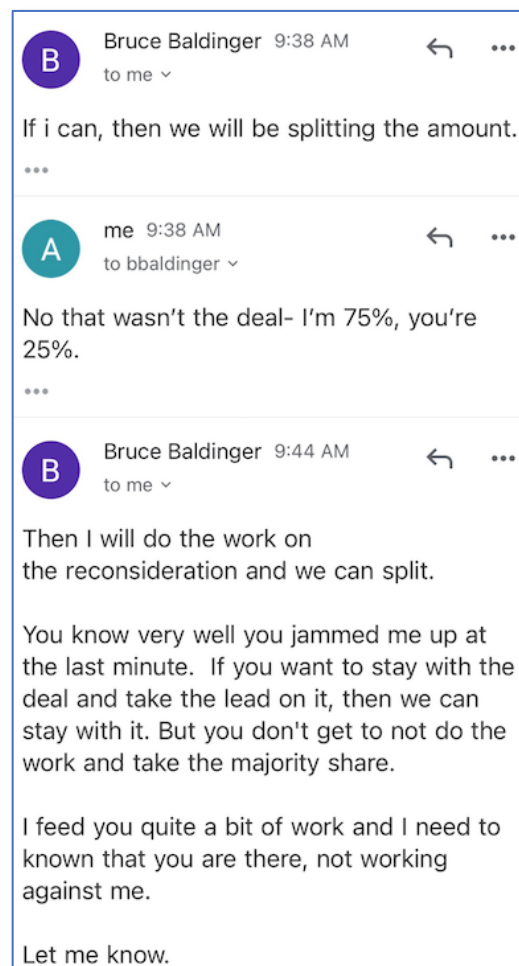 B
Bruce Baldinger 9:38 AM
to me
If i can, then we will be splitting the amount.
A
me 9:38 AM
to bbaldinger
No that wasn't the deal- I'm 75%, you're
25%.
B
Bruce Baldinger 9:44 AM
to me
Then I will do the work on
the reconsideration and we can split.
You know very well you jammed me up at
the last minute.  If you want to stay with the
deal and take the lead on it, then we can
stay with it. But you don't get to not do the
work and take the majority share.
I feed you quite a bit of work and I need to
known that you are there, not working
against me.
Let me know.